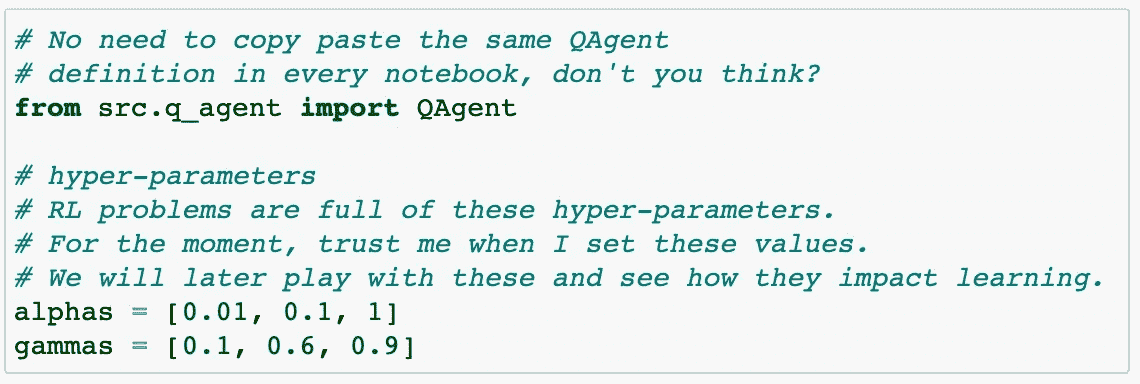 # No need to copy paste the same QAgent
# definition in every notebook, don't you think?
from src.q_agent import QAgent
# hyper-parameters
# RL problems are full of these hyper-parameters.
# For the moment, trust me when I set these values.
# We will later play with these and see how they impact learning.
alphas = [0.01, 0.1, 1]
gammas = [0.1, 0.6, 0.9]